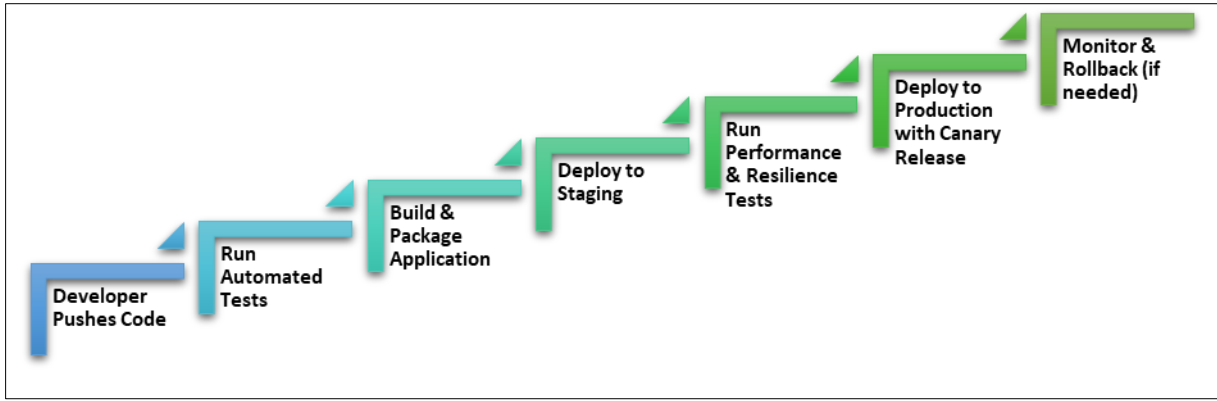 Developer
Pushes Code
Run
Automated
Tests
Build &
Package
Application
Deploy to
Staging
Run
Performance
& Resilience
Tests
Deploy to
Production
with Canary
Release
Monitor &
Rollback (if
needed)